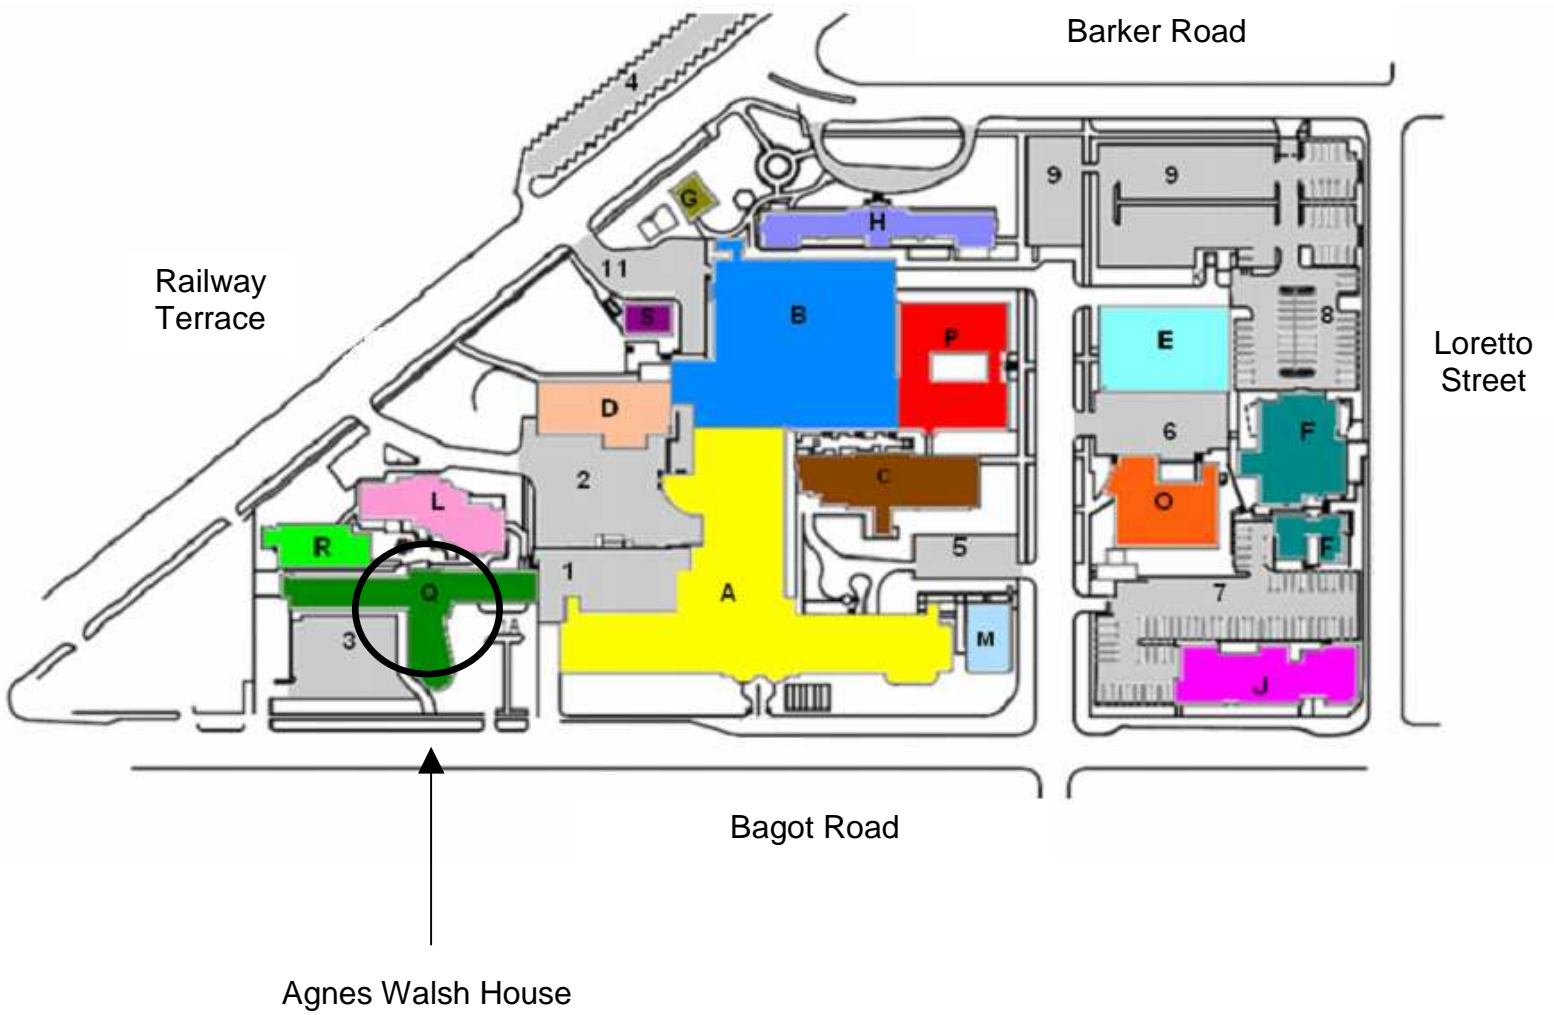 Barker Road
4
9
9
G
H
Railway
Terrace
11
B
S
P
E
8
Loretto
Street
D
F
6
2
C
L
O
R
5
F
1
Q
A
7
3
M
J
Bagot Road
Agnes Walsh House